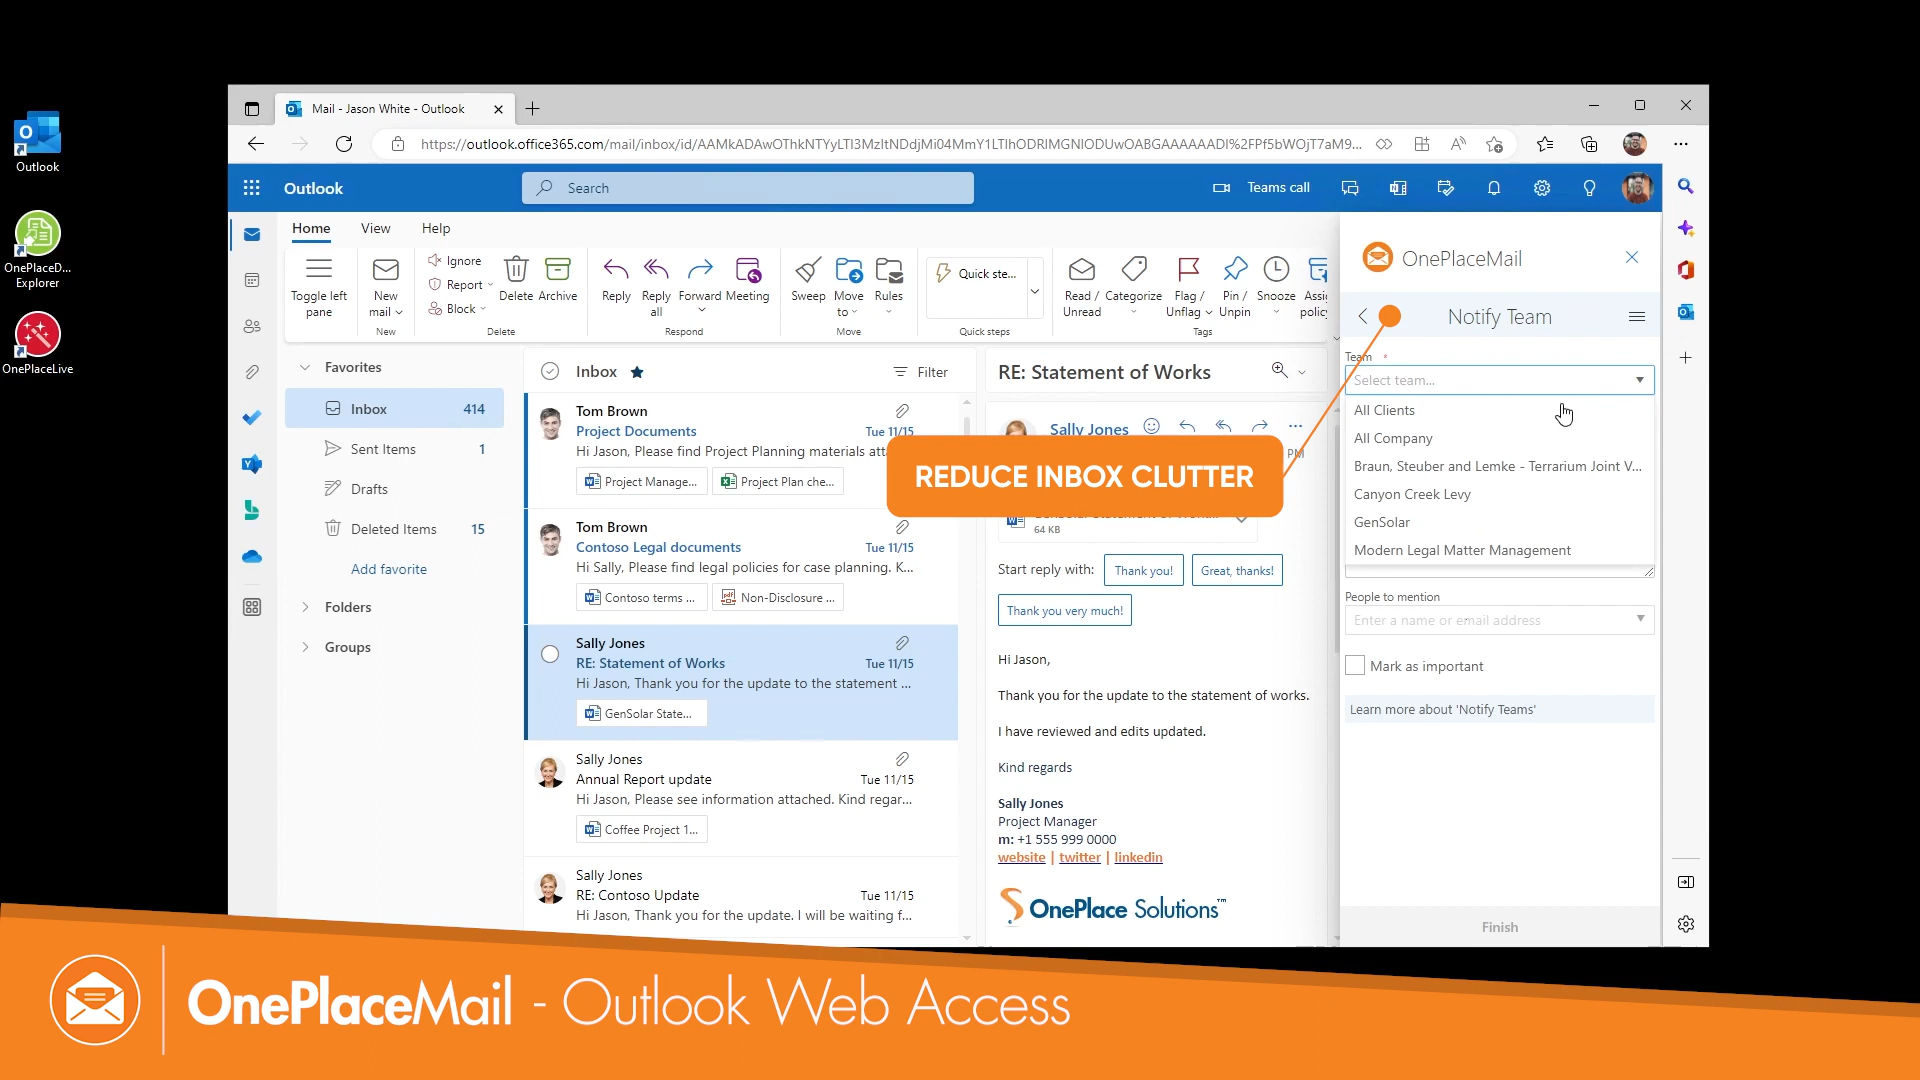 Outlook
OnePlaceD...
Explorer
OnePlaceLive
Mail - Jason White - Outlook
https://outlook.office365.com/mail/inbox/id/AAMkADAwOThkNTYyLTI3MzItNDdjMi04MmY1LTlhODRlMGNlODUwOABGAAAAAADl%2FPf5bWOjT7aM9...
Outlook
Search
Teams call
Home
View
Help
Toggle left
pane
New
mail
New
Ignore
Report
Block
Delete
Archive
Delete
Reply
Reply
all
Forward
Meeting
Respond
Sweep
Move
to
Rules
Move
Quick ste...
Quick steps
Read /
Unread
Categorize
Flag /
Unflag
Pin /
Unpin
Snooze
Assig
policy
Tags
Favorites
Inbox 414
Sent Items 1
Drafts
Deleted Items 15
Add favorite
Folders
Groups
Inbox
Filter
Tom Brown
Project Documents Tue 11/15
Hi Jason, Please find Project Planning materials att
Project Manage...
Project Plan che...
Tom Brown
Contoso Legal documents Tue 11/15
Hi Sally, Please find legal policies for case planning. K...
Contoso terms ...
Non-Disclosure ...
Sally Jones
RE: Statement of Works Tue 11/15
Hi Jason, Thank you for the update to the statement ...
GenSolar State...
Sally Jones
Annual Report update Tue 11/15
Hi Jason, Please see information attached. Kind regar...
Coffee Project 1...
Sally Jones
RE: Contoso Update Tue 11/15
Hi Jason, Thank you for the update. I will be waiting f...
RE: Statement of Works
Sally Jones
PM
REDUCE INBOX CLUTTER
64 KB
Start reply with:
Thank you!
Great, thanks!
Thank you very much!
Hi Jason,
Thank you for the update to the statement of works.
I have reviewed and edits updated.
Kind regards
Sally Jones
Project Manager
m: +1 555 999 0000
website | twitter | linkedin
OnePlace Solutions™
OnePlaceMail
Notify Team
Team *
Select team...
All Clients
All Company
Braun, Steuber and Lemke - Terrarium Joint V...
Canyon Creek Levy
GenSolar
Modern Legal Matter Management
People to mention
Enter a name or email address
Mark as important
Learn more about 'Notify Teams'
Finish
OnePlaceMail - Outlook Web Access